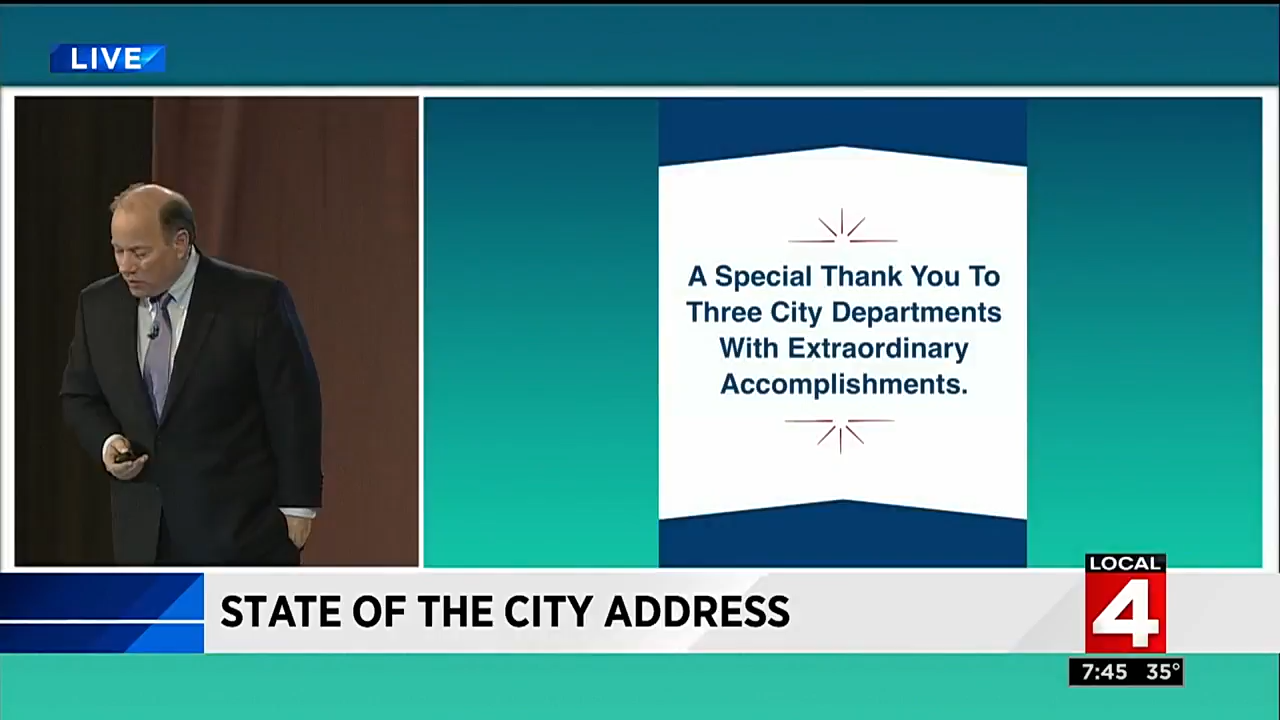 LIVE
A Special Thank You To
Three City Departments
With Extraordinary
Accomplishments.
STATE OF THE CITY ADDRESS
LOCAL
4
7:45 35°